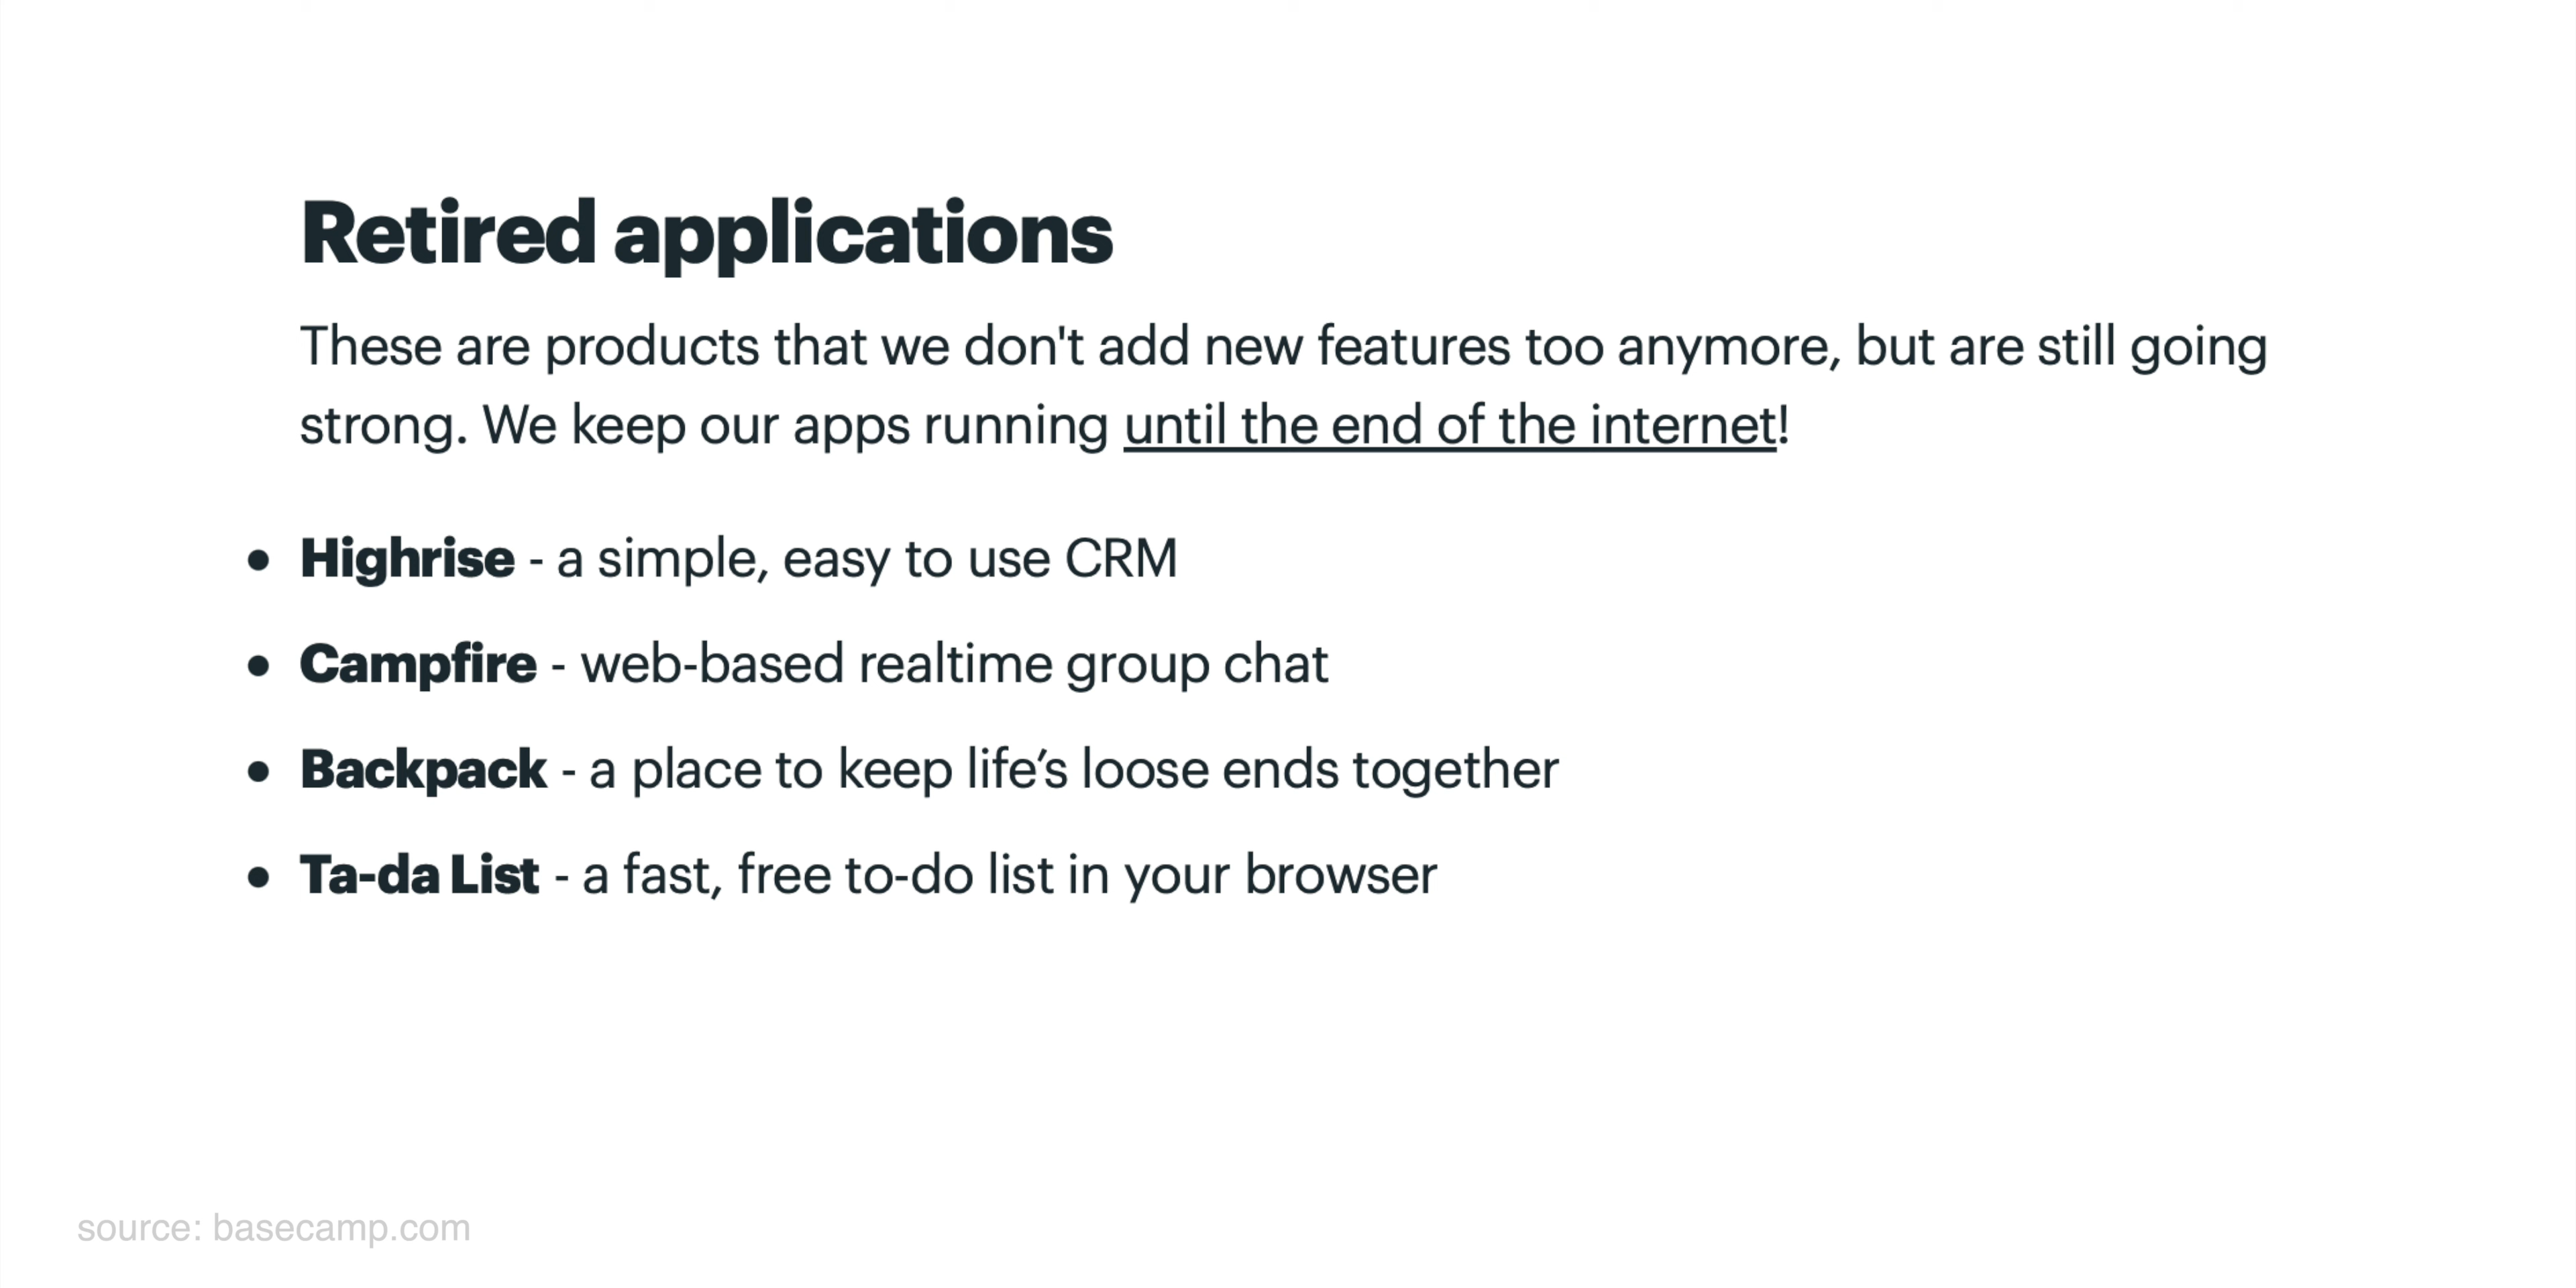 Retired applications
These are products that we don't add new features too anymore, but are still going
strong. We keep our apps running until the end of the internet!
• Highrise - a simple, easy to use CRM
• Campfire - web-based realtime group chat
• Backpack - a place to keep life’s loose ends together
• Ta-da List - a fast, free to-do list in your browser
source: basecamp.com